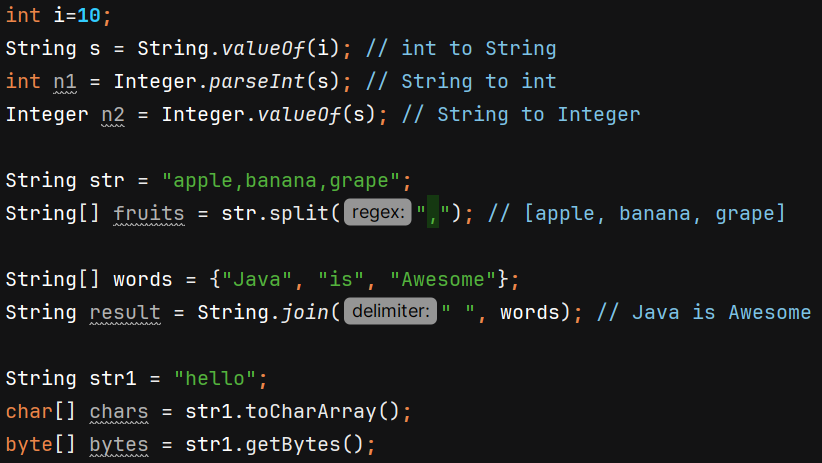 int i=10;
String s = String.valueOf(i); // int to String
int n1 = Integer.parseInt(s); // String to int
Integer n2 = Integer.valueOf(s); // String to Integer
String str = "apple,banana,grape";
String[] fruits = str.split( regex: ","); // [apple, banana, grape]
String[] words = {"Java", "is", "Awesome"};
String result = String.join( delimiter: " ", words); // Java is Awesome
String str1 = "hello";
char[] chars = str1.toCharArray();
byte[] bytes = str1.getBytes();